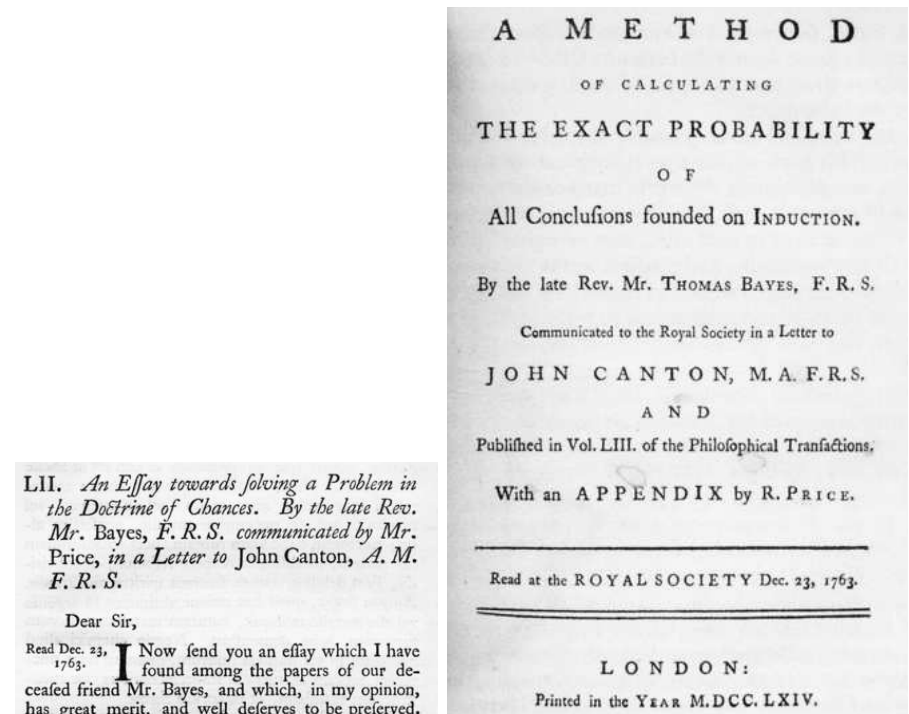 LII. An Eſſay towards ſolving a Problem in
the Doctrine of Chances. By the late Rev.
Mr. Bayes, F. R. S. communicated by Mr.
Price, in a Letter to John Canton, A. M.
F. R. S.
Dear Sir,
Read Dec. 23, 1763.
I Now ſend you an eſſay which I have
found among the papers of our de-
ceaſed friend Mr. Bayes, and which, in my opinion,
has great merit, and well deſerves to be preſerved.
A METHOD
OF CALCULATING
THE EXACT PROBABILITY
OF
All Concluſions founded on INDUCTION.
By the late Rev. Mr. THOMAS BAYES, F. R. S.
Communicated to the Royal Society in a Letter to
JOHN CANTON, M. A. F. R. S.
AND
Publiſhed in Vol. LIII. of the Philoſophical Tranſactions.
With an APPENDIX by R. PRICE.
Read at the ROYAL SOCIETY Dec. 23, 1763.
LONDON:
Printed in the YEAR M.DCC. LXIV.